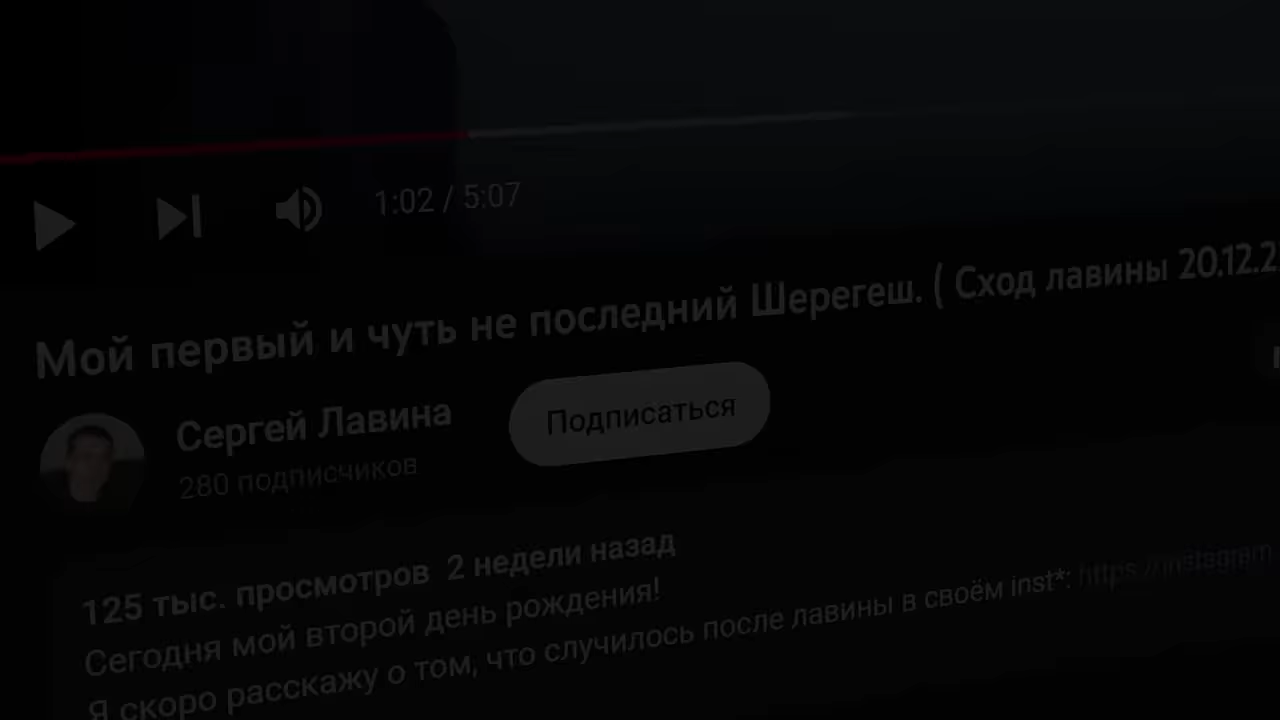 1:02 / 5:07
Мой первый и чуть не последний Шерегеш. ( Сход лавины 20.12.2
Сергей Лавина
280 подписчиков
Подписаться
125 тыс. просмотров 2 недели назад
Сегодня мой второй день рождения!
Я скоро расскажу о том, что случилось после лавины в своём inst*: https://instagram.